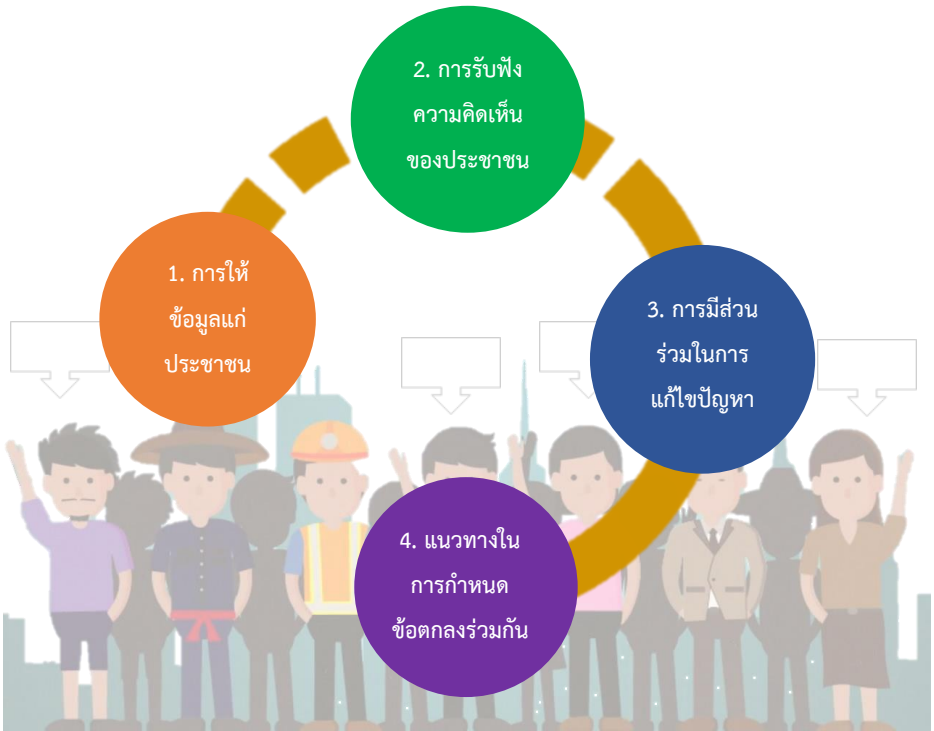 1. การให้
ข้อมูลแก่
ประชาชน
2. การรับฟัง
ความคิดเห็น
ของประชาชน
3. การมีส่วน
ร่วมในการ
แก้ไขปัญหา
4. แนวทางใน
การกำหนด
ข้อตกลงร่วมกัน